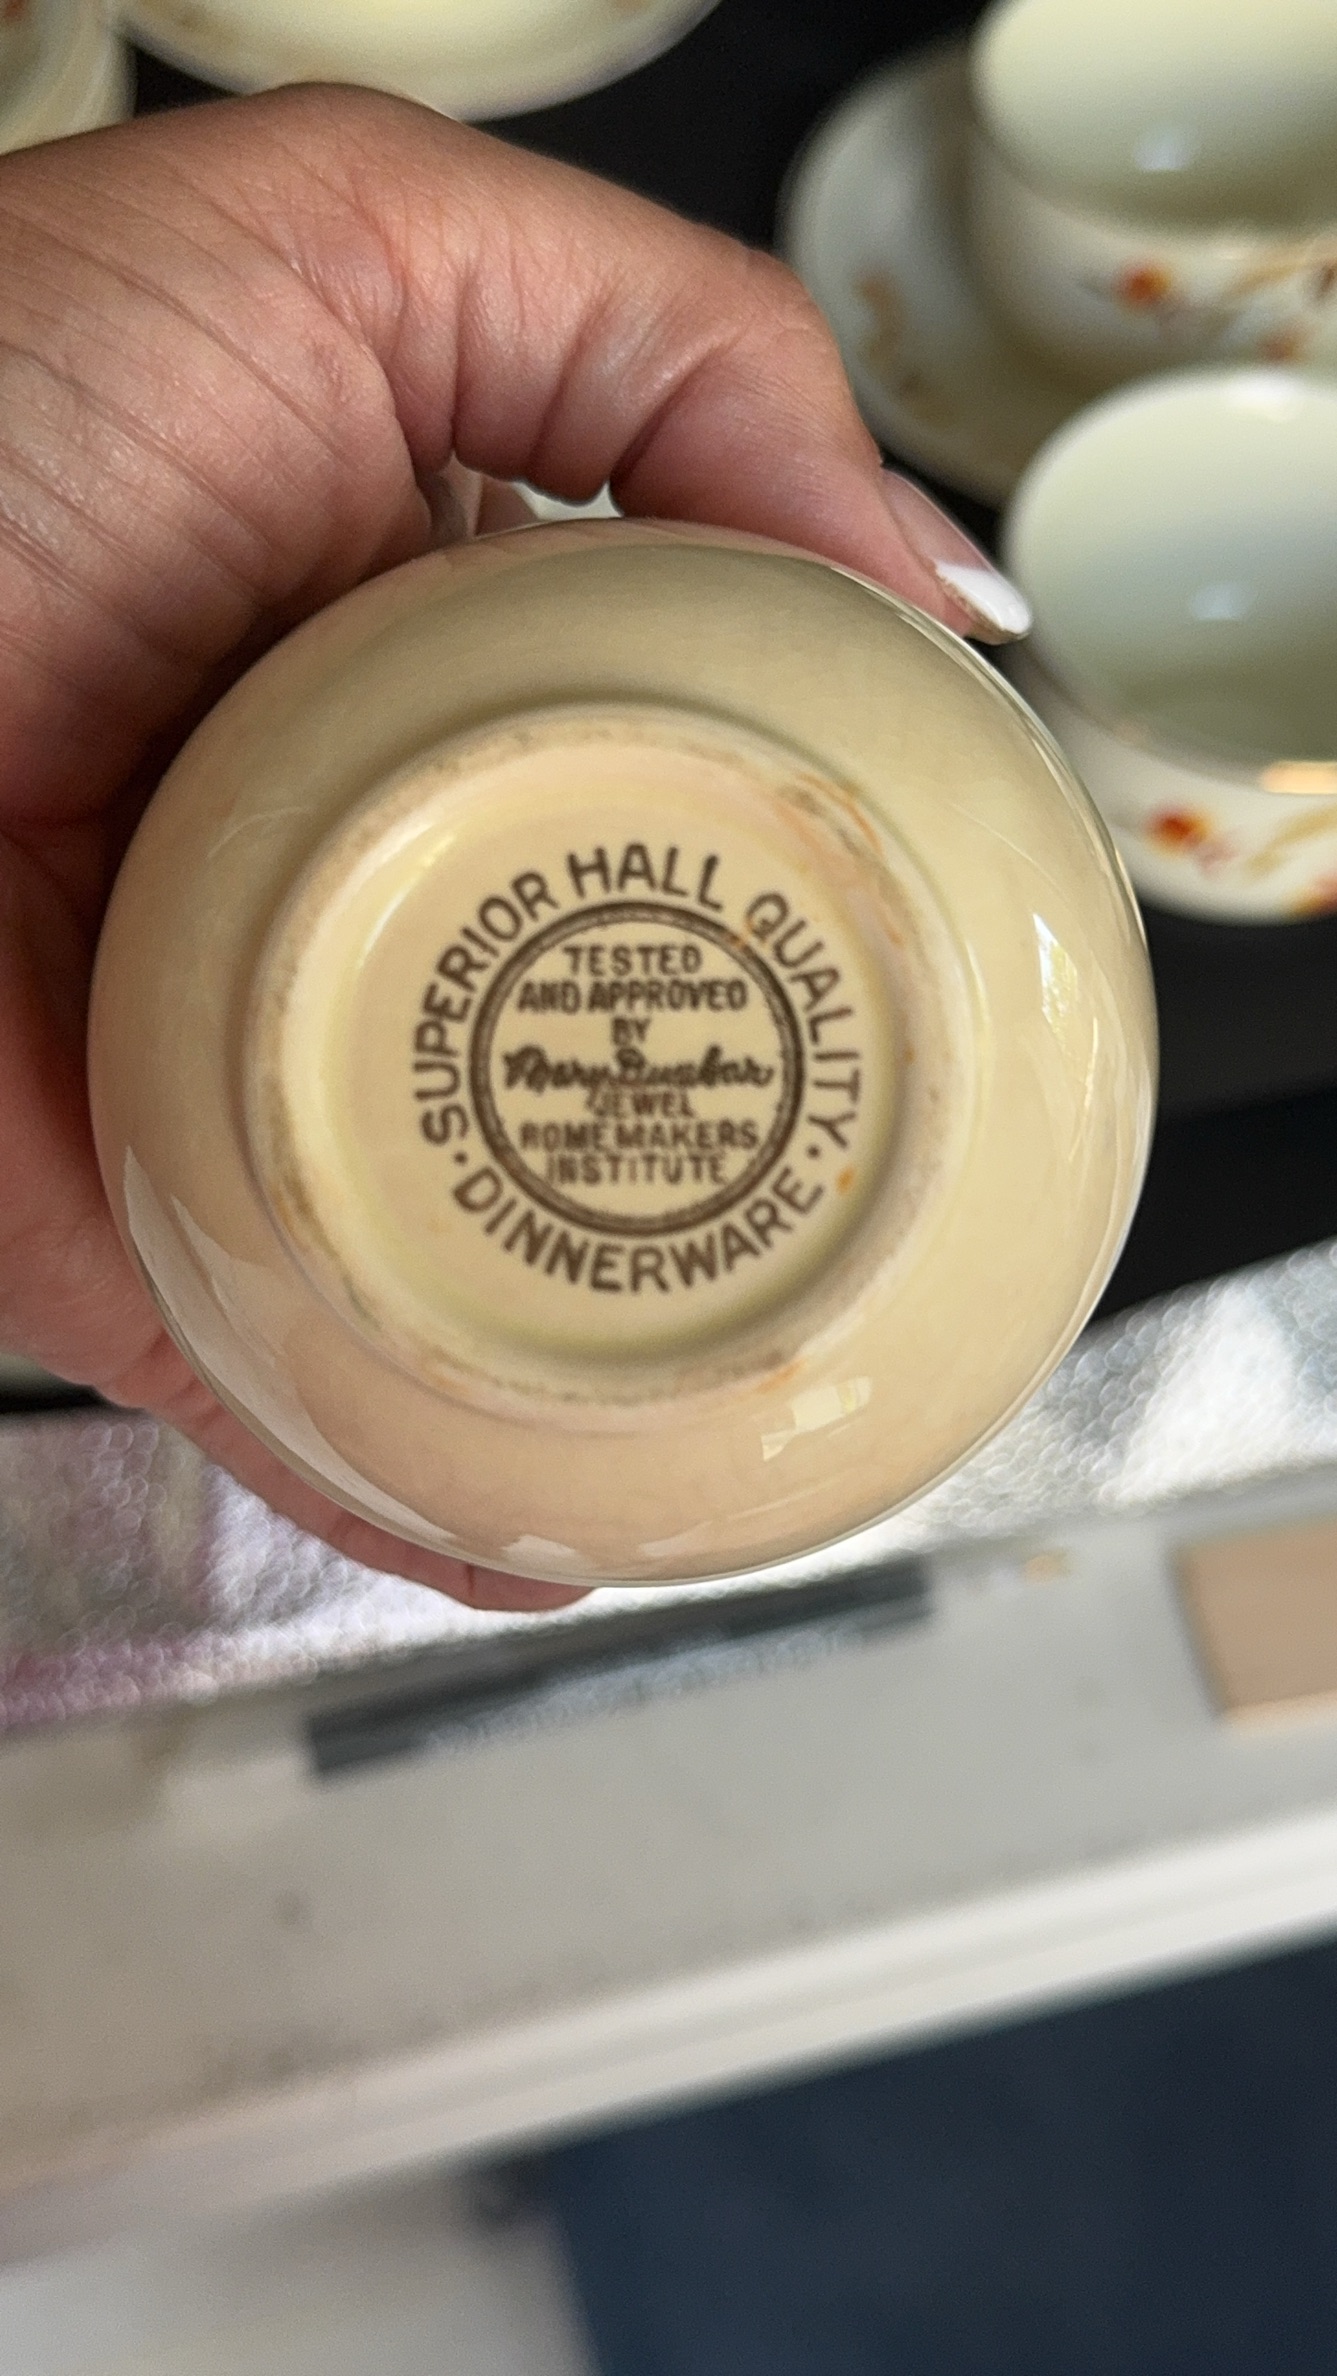 SUPERIOR HALL QUALITY
· DINNERWARE ·
TESTED
AND APPROVED
BY
Mary Dunbar
JEWEL
HOMEMAKERS
INSTITUTE